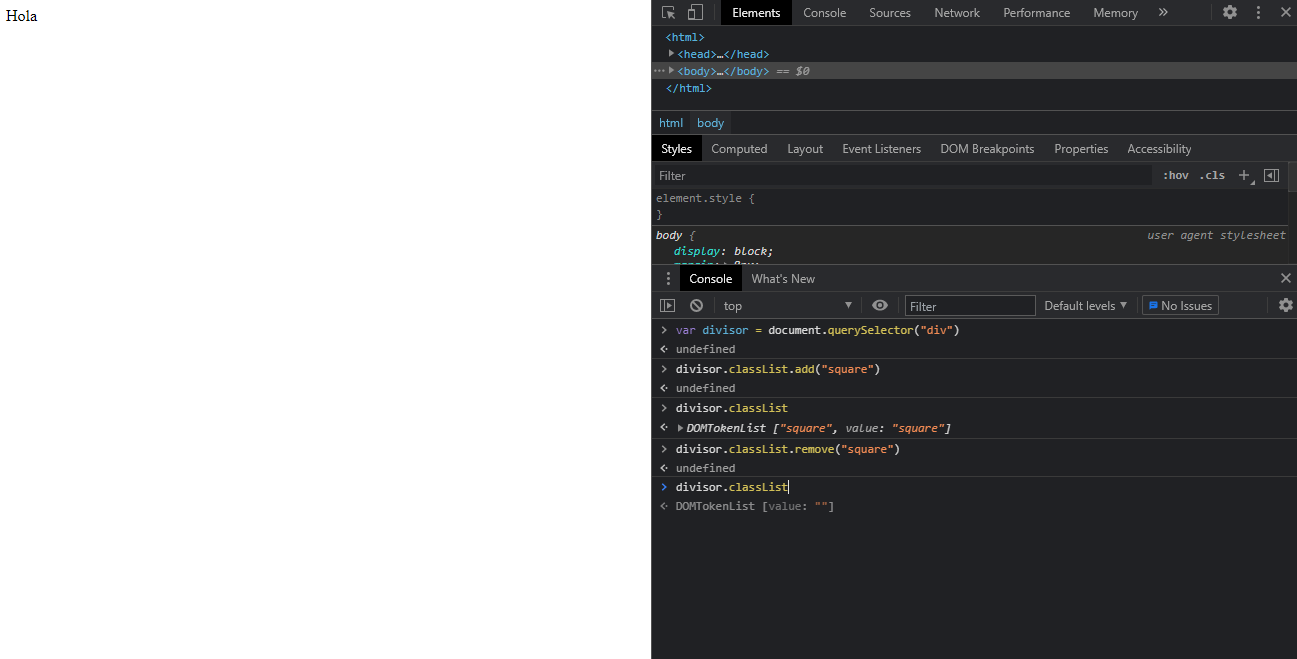 Hola
Elements Console Sources Network Performance Memory »
<html>
<head>…</head>
<body>…</body> == $0
</html>
html body
Styles Computed Layout Event Listeners DOM Breakpoints Properties Accessibility
Filter :hov .cls +
element.style {
}
body { user agent stylesheet
display: block;
Console What's New
top Filter Default levels No Issues
var divisor = document.querySelector("div")
undefined
divisor.classList.add("square")
undefined
divisor.classList
DOMTokenList ["square", value: "square"]
divisor.classList.remove("square")
undefined
divisor.classList
DOMTokenList [value: ""]